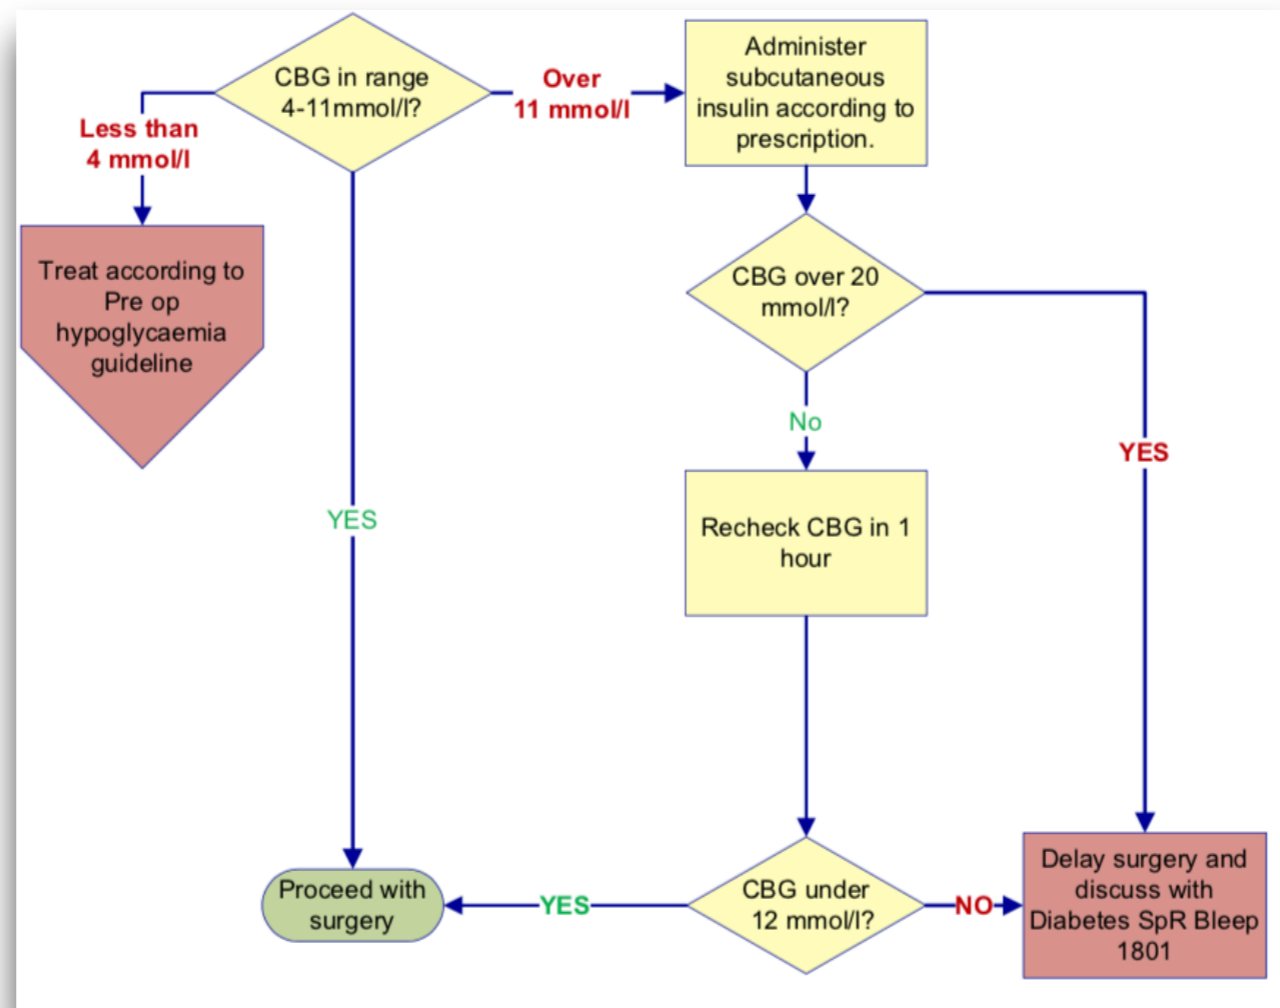 CBG in range
4-11mmol/l?
Over
11 mmol/l
Administer
subcutaneous
insulin according to
prescription.
Less than
4 mmol/l
Treat according to
Pre op
hypoglycaemia
guideline
CBG over 20
mmol/l?
No
YES
YES
Recheck CBG in 1
hour
Proceed with
surgery
YES
CBG under
12 mmol/l?
NO
Delay surgery and
discuss with
Diabetes SpR Bleep
1801